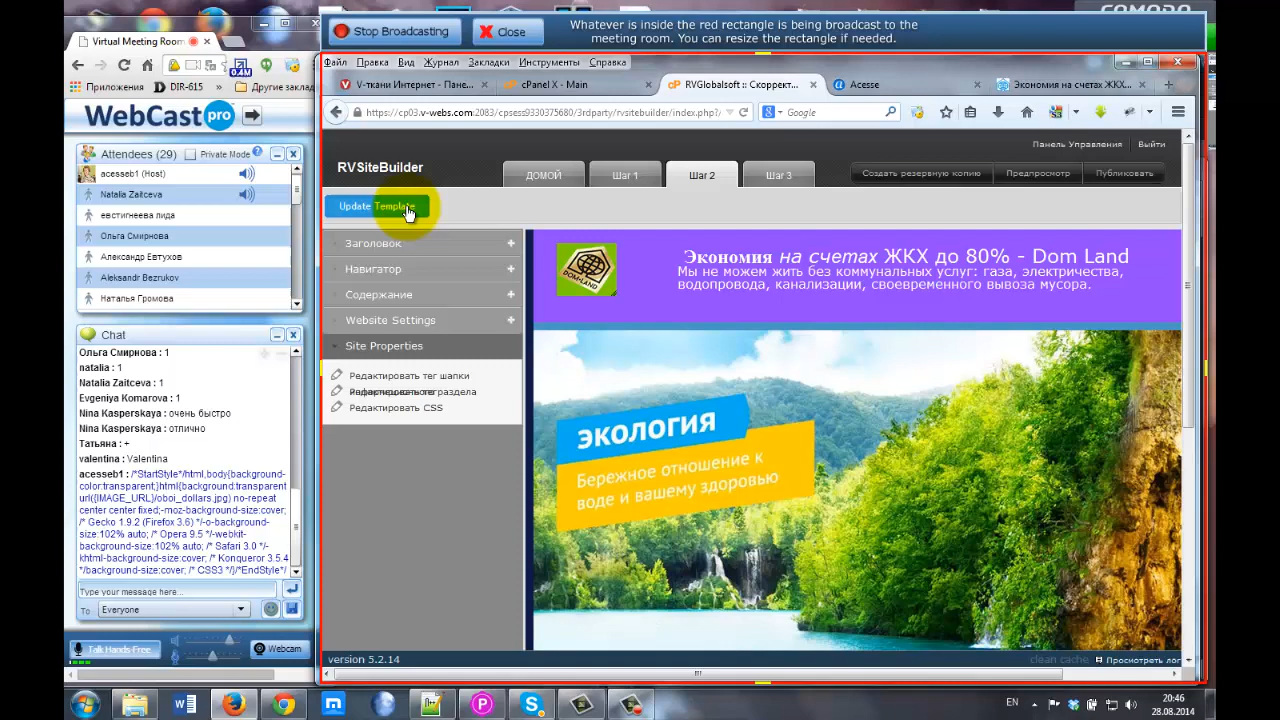 Stop Broadcasting
Close
Whatever is inside the red rectangle is being broadcast to the
meeting room. You can resize the rectangle if needed.
Virtual Meeting Room
Приложения
DIR-615
Другие заклад
WebCast pro
Attendees (29)
Private Mode
acesseb1 (Host)
Natalia Zaitceva
евстигнеева лида
Ольга Смирнова
Александр Евтухов
Aleksandr Bezrukov
Наталья Громова
Chat
Ольга Смирнова : 1
natalia : 1
Natalia Zaitceva : 1
Evgeniya Komarova : 1
Nina Kasperskaya : очень быстро
Nina Kasperskaya : отлично
Татьяна : +
valentina : Valentina
acesseb1 : /*StartStyle*/html,body{background-
color:transparent;}html{background:transparent
url({IMAGE_URL}/oboi_dollars.jpg) no-repeat
center center fixed;-moz-background-size:cover;
/* Gecko 1.9.2 (Firefox 3.6) */-o-background-
size:102% auto; /* Opera 9.5 */-webkit-
background-size:102% auto; /* Safari 3.0 */-
khtml-background-size:cover; /* Konqueror 3.5.4
*/background-size:cover; /* CSS3 */}/*EndStyle*/
Type your message here...
To Everyone
Talk Hands-Free
Webcam
Файл Правка Вид Журнал Закладки Инструменты Справка
V-ткани Интернет - Пане...
cPanel X - Main
RVGlobalsoft :: Скоррект...
Acesse
Экономия на счетах ЖКХ...
https://cp03.v-webs.com:2083/cpsess9330375680/3rdparty/rvsitebuilder/index.php?/
Google
Панель Управления
Выйти
RVSiteBuilder
ДОМОЙ
Шаг 1
Шаг 2
Шаг 3
Создать резервную копию
Предпросмотр
Публиковать
Update Template
Заголовок
Навигатор
Содержание
Website Settings
Site Properties
Редактировать тег шапки
Редактировать CSS
DOM-LAND
Экономия на счетах ЖКХ до 80% - Dom Land
Мы не можем жить без коммунальных услуг: газа, электричества,
водопровода, канализации, своевременного вывоза мусора.
ЭКОЛОГИЯ
Бережное отношение к
воде и вашему здоровью
version 5.2.14
clean cache
Просмотреть лог
EN
20:46
28.08.2014